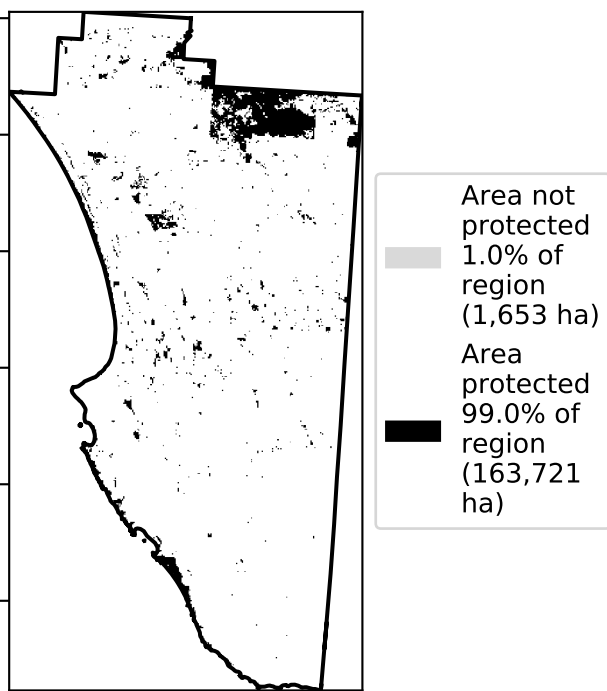 Area not
protected
1.0% of
region
(1,653 ha)
Area
protected
99.0% of
region
(163,721
ha)